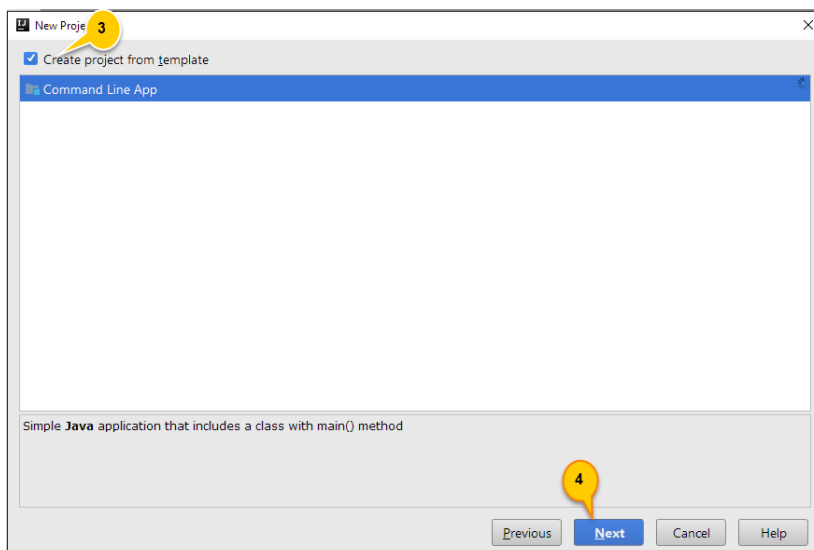 New Proje
3
Create project from template
Command Line App
Simple Java application that includes a class with main() method
4
Previous Next Cancel Help